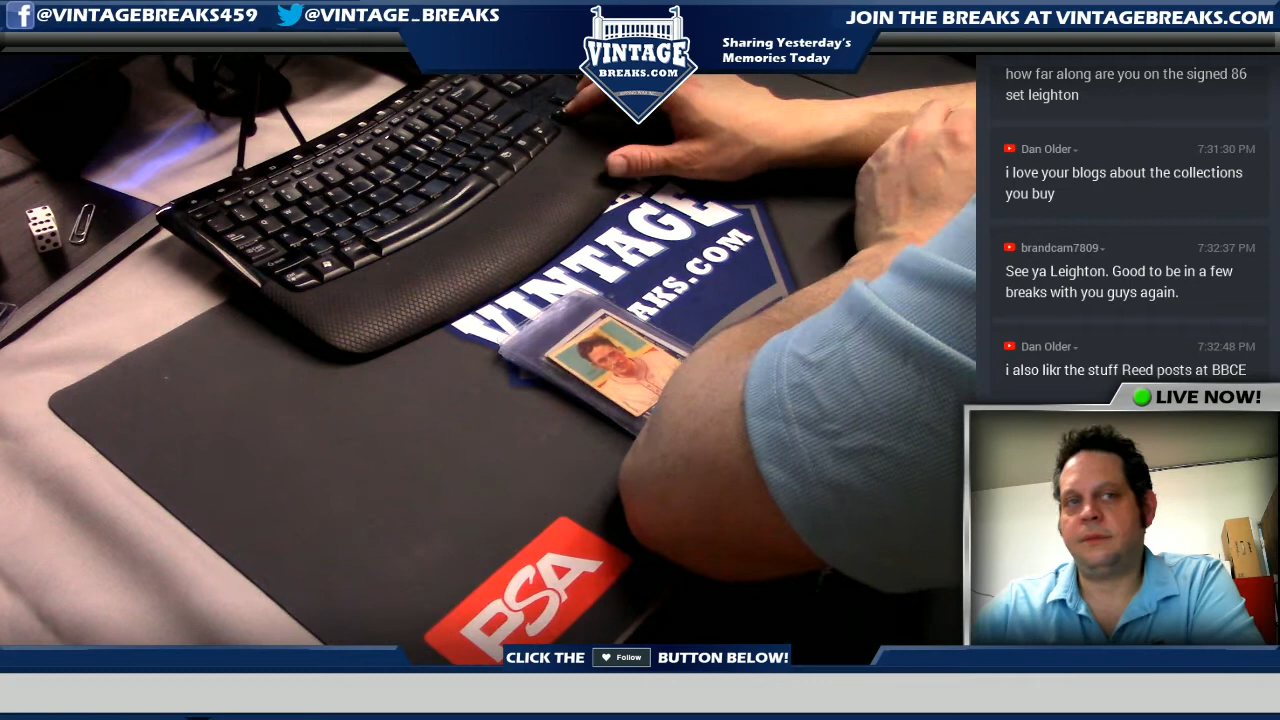 @VINTAGEBREAKS459
@VINTAGE_BREAKS
JOIN THE BREAKS AT VINTAGEBREAKS.COM
VINTAGE
BREAKS.COM
Sharing Yesterday's
Memories Today
how far along are you on the signed 86
set leighton
Dan Older
7:31:30 PM
i love your blogs about the collections
you buy
brandcam7809
7:32:37 PM
See ya Leighton. Good to be in a few
breaks with you guys again.
Dan Older
7:32:48 PM
i also likr the stuff Reed posts at BBCE
LIVE NOW!
VINTAGE
AKS.COM
PSA
CLICK THE
Follow
BUTTON BELOW!